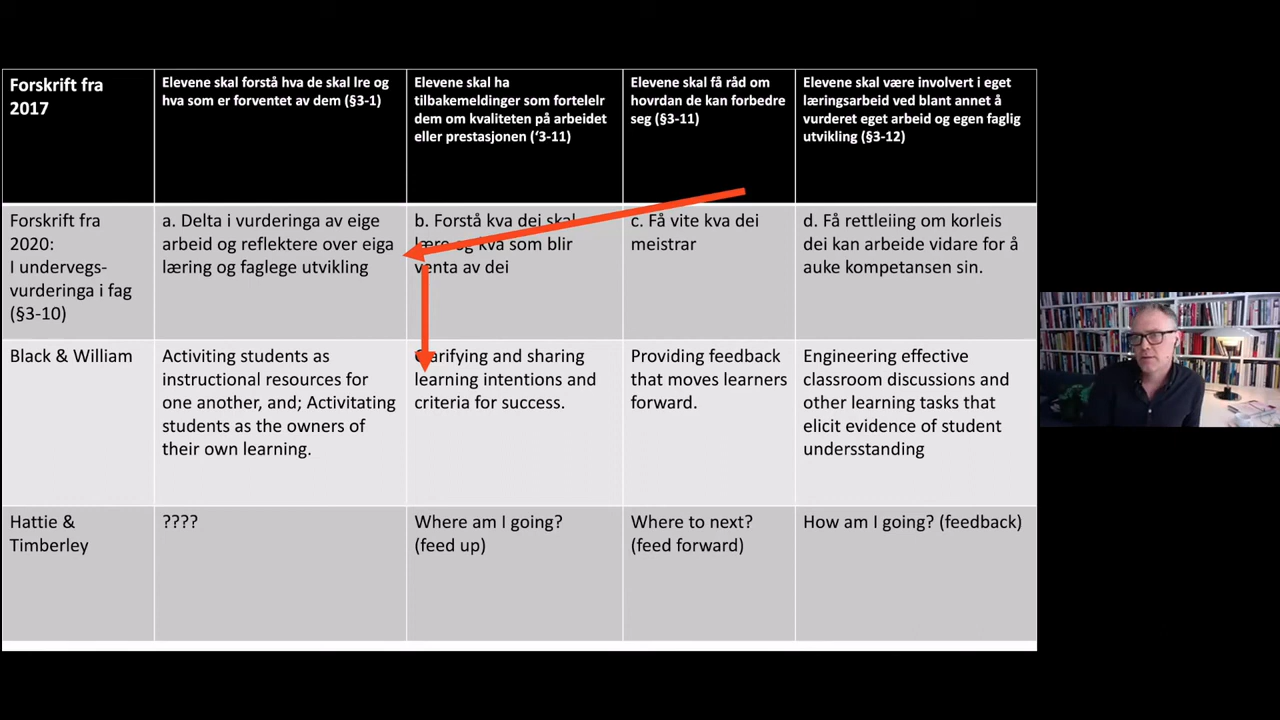 Forskrift fra
2017
Elevene skal forstå hva de skal lre og
hva som er forventet av dem (§3-1)
Elevene skal ha
tilbakemeldinger som fortelelr
dem om kvaliteten på arbeidet
eller prestasjonen (‘3-11)
Elevene skal få råd om
hovrdan de kan forbedre
seg (§3-11)
Elevene skal være involvert i eget
læringsarbeid ved blant annet å
vurderet eget arbeid og egen faglig
utvikling (§3-12)
Forskrift fra
2020:
I undervegs-
vurderinga i fag
(§3-10)
a. Delta i vurderinga av eige
arbeid og reflektere over eiga
læring og faglege utvikling
b. Forstå kva dei skal
lære og kva som blir
venta av dei
c. Få vite kva dei
meistrar
d. Få rettleiing om korleis
dei kan arbeide vidare for å
auke kompetansen sin.
Black & William
Activiting students as
instructional resources for
one another, and; Activitating
students as the owners of
their own learning.
Clarifying and sharing
learning intentions and
criteria for success.
Providing feedback
that moves learners
forward.
Engineering effective
classroom discussions and
other learning tasks that
elicit evidence of student
undersstanding
Hattie &
Timberley
????
Where am I going?
(feed up)
Where to next?
(feed forward)
How am I going? (feedback)